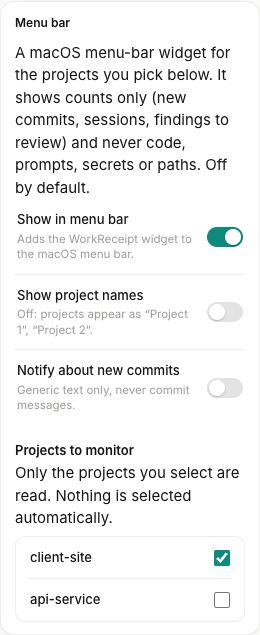 Menu bar
A macOS menu-bar widget for
the projects you pick below. It
shows counts only (new
commits, sessions, findings to
review) and never code,
prompts, secrets or paths. Off
by default.
Show in menu bar
Adds the WorkReceipt widget to
the macOS menu bar.
Show project names
Off: projects appear as “Project
1”, “Project 2”.
Notify about new commits
Generic text only, never commit
messages.
Projects to monitor
Only the projects you select are
read. Nothing is selected
automatically.
client-site
api-service